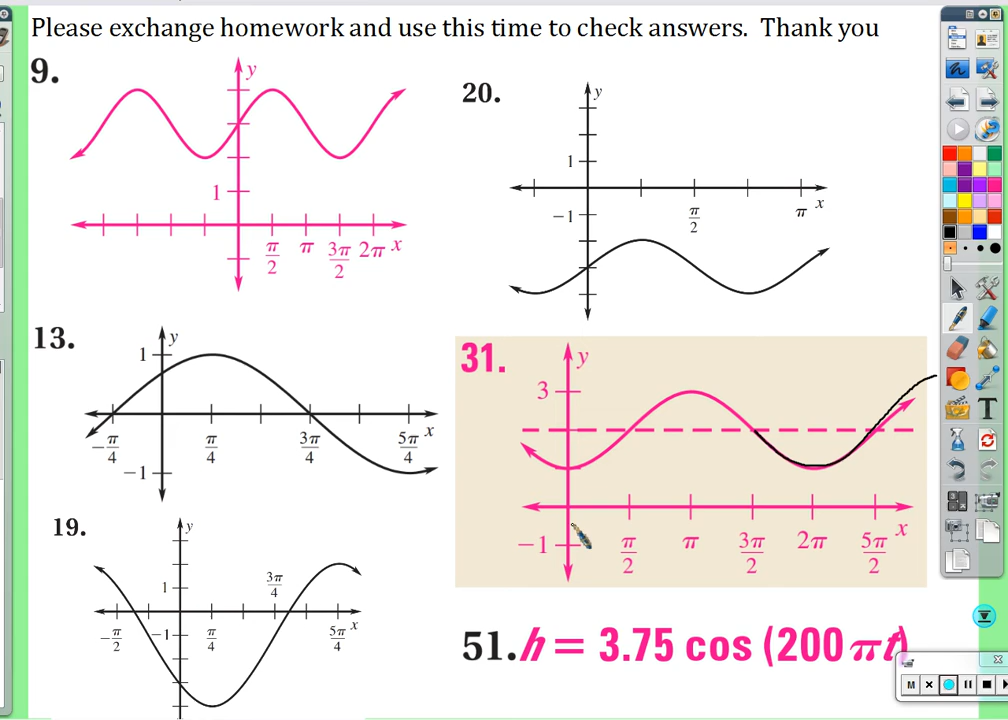 Please exchange homework and use this time to check answers. Thank you
9.
y
1
π/2 π 3π/2 2π x
20.
y
1
−1
π/2 π x
13.
y
1
−π/4 π/4 3π/4 5π/4 x
−1
31.
y
3
−1
π/2 π 3π/2 2π 5π/2 x
19.
y
3π/4
1
−π/2 −1 π/4 5π/4 x
51. h = 3.75 cos (200πt)
T
M